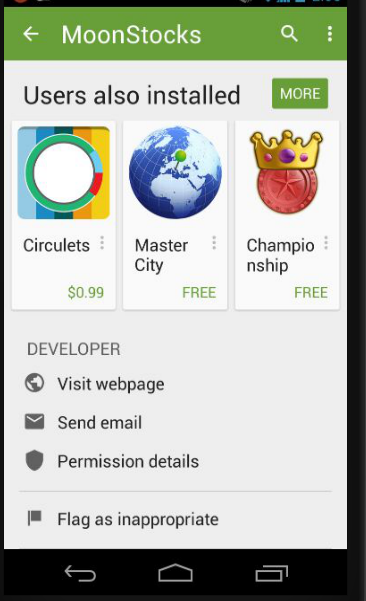 MoonStocks
Users also installed
MORE
Circulets
$0.99
Master
City
FREE
Champio
nship
FREE
DEVELOPER
Visit webpage
Send email
Permission details
Flag as inappropriate